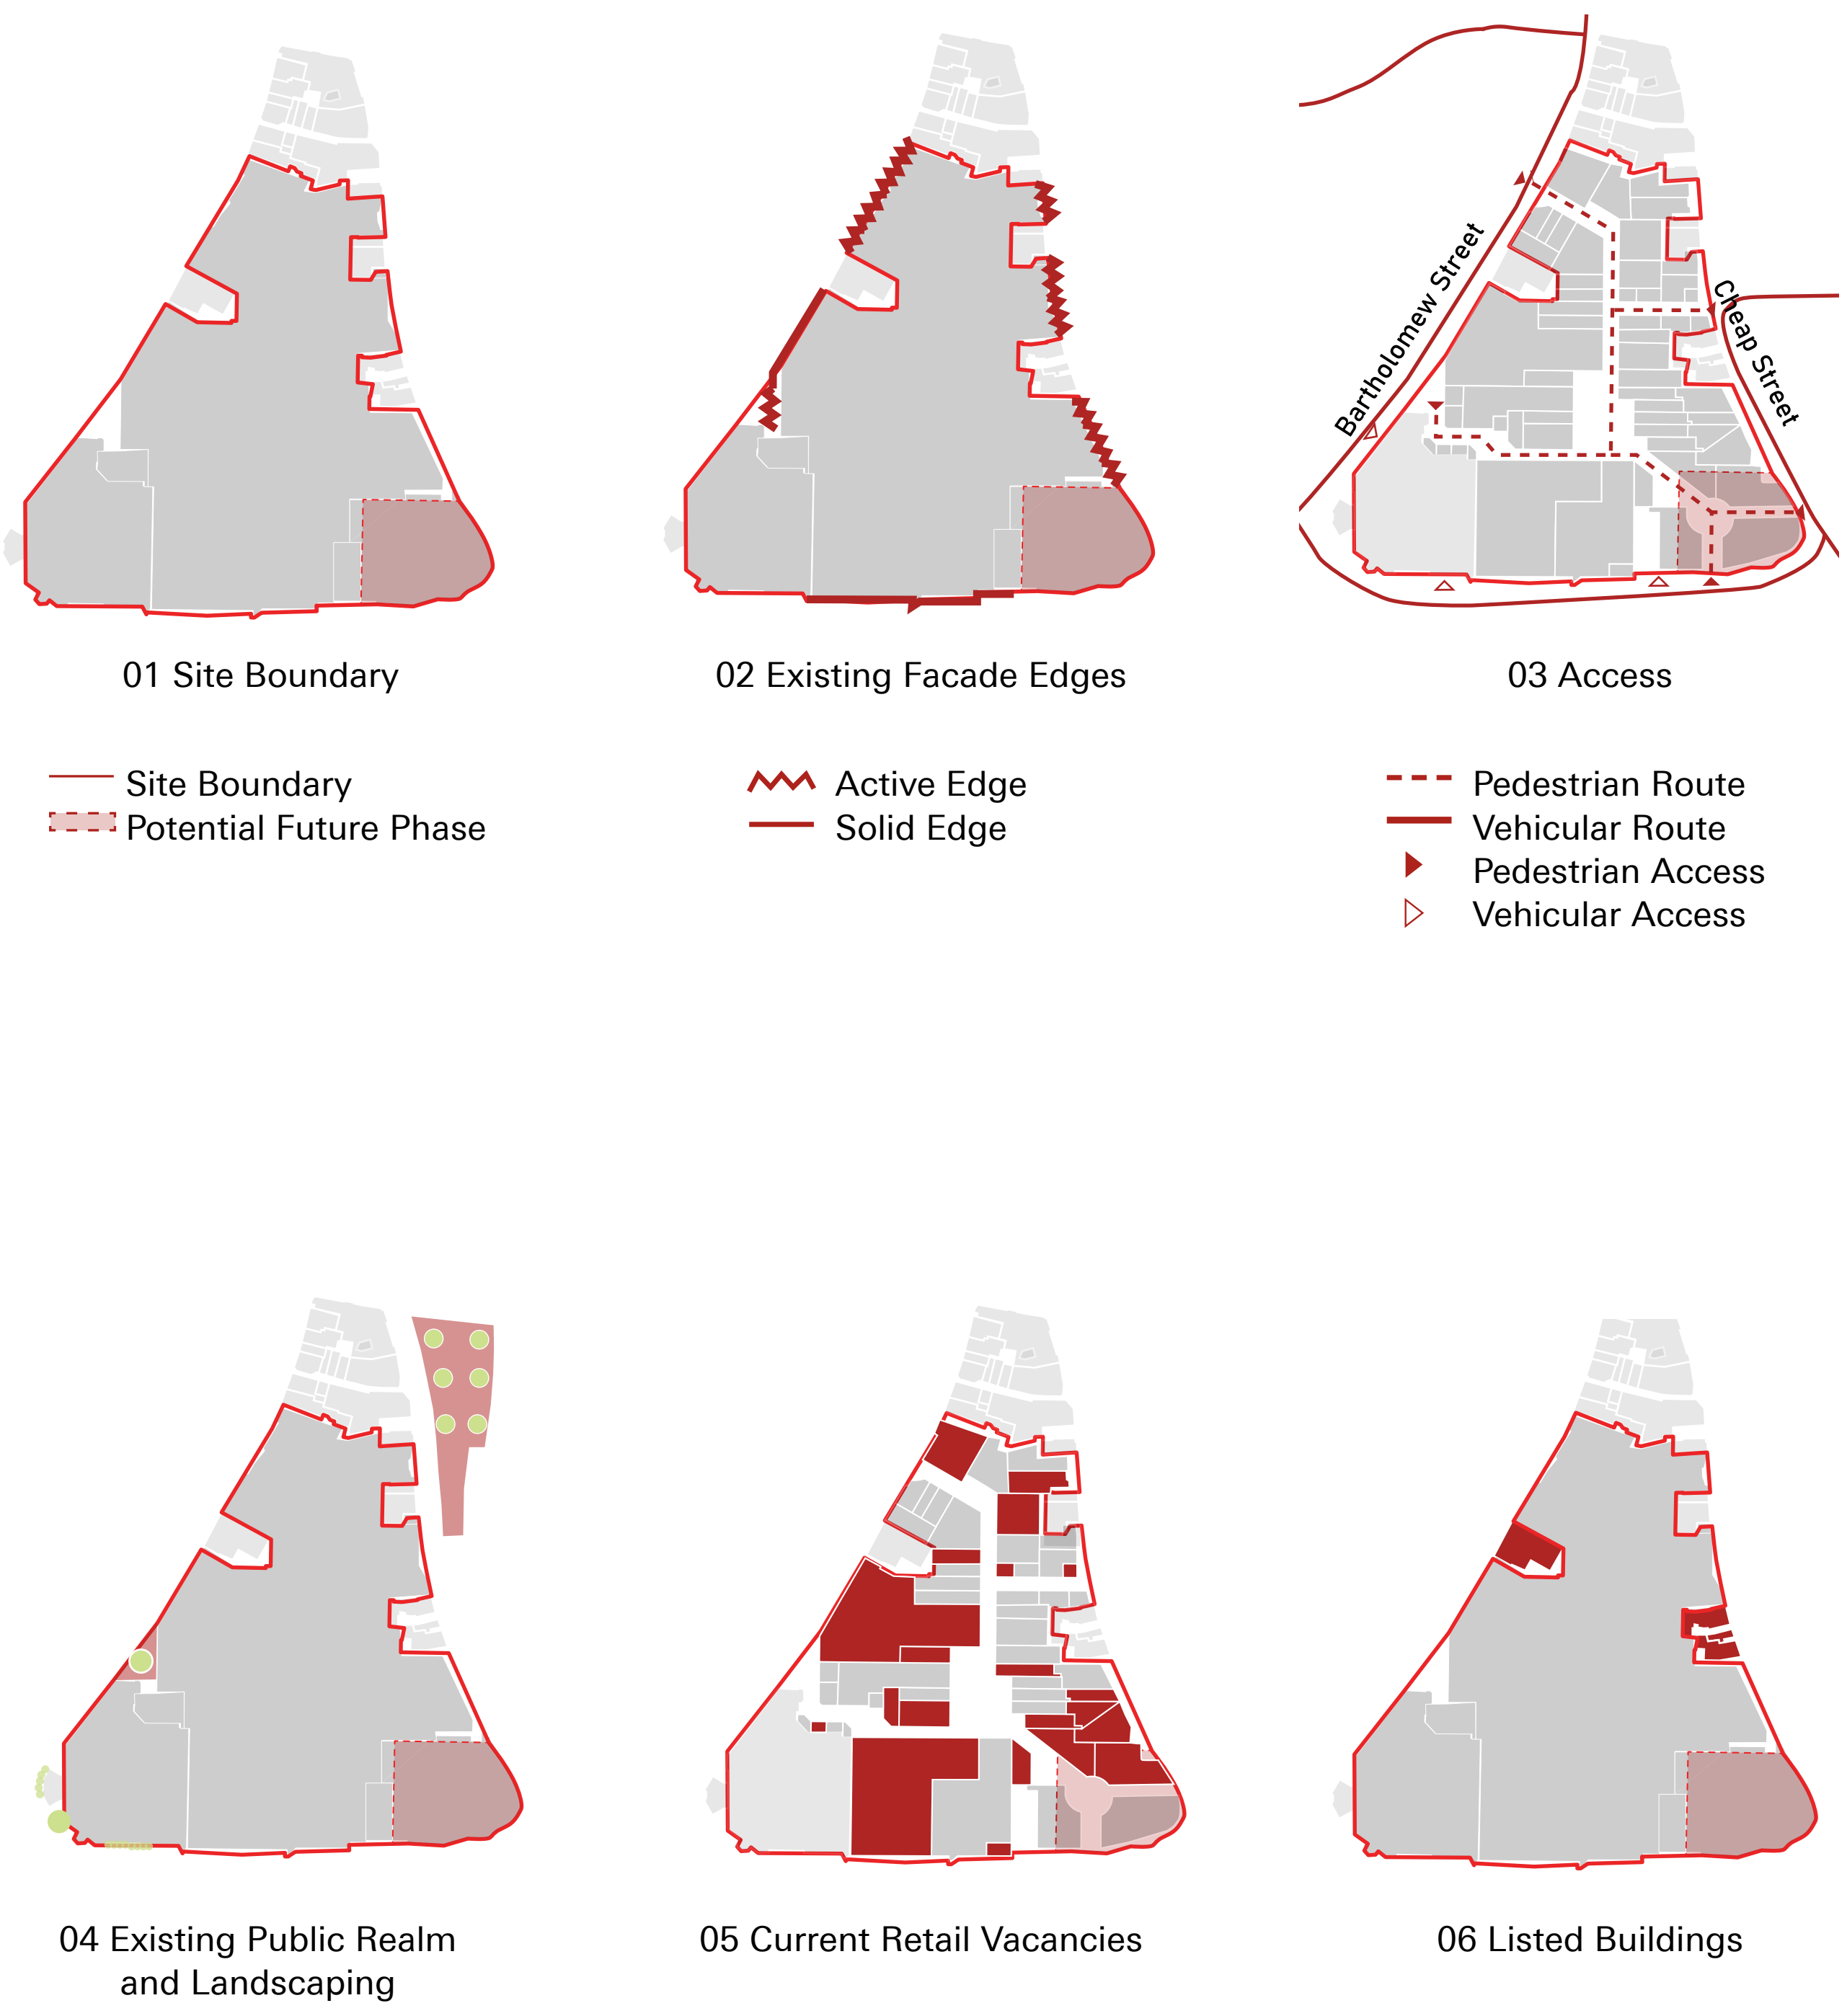 Bartholomew Street
Cheap Street
01 Site Boundary
02 Existing Facade Edges
03 Access
Site Boundary
Potential Future Phase
Active Edge
Solid Edge
Pedestrian Route
Vehicular Route
Pedestrian Access
Vehicular Access
04 Existing Public Realm
and Landscaping
05 Current Retail Vacancies
06 Listed Buildings